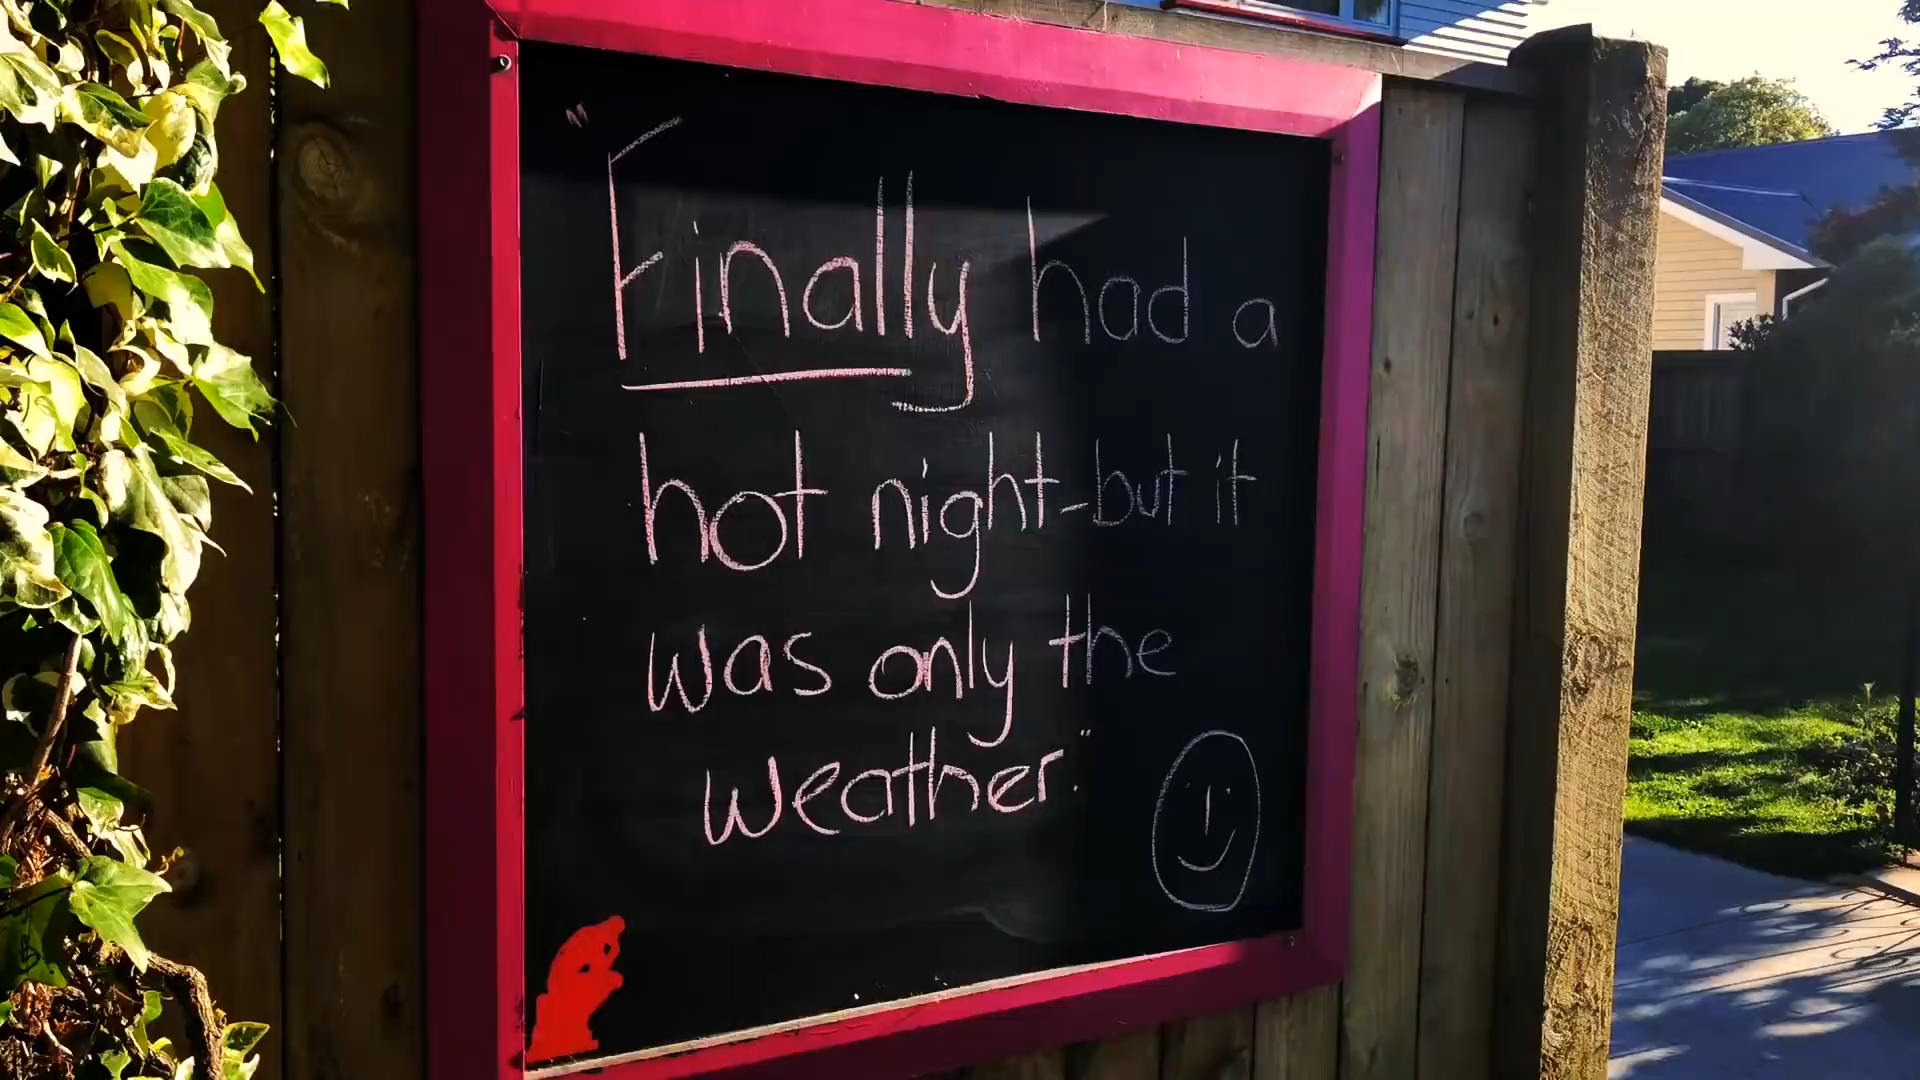 "Finally had a
hot night-but it
was only the
weather."